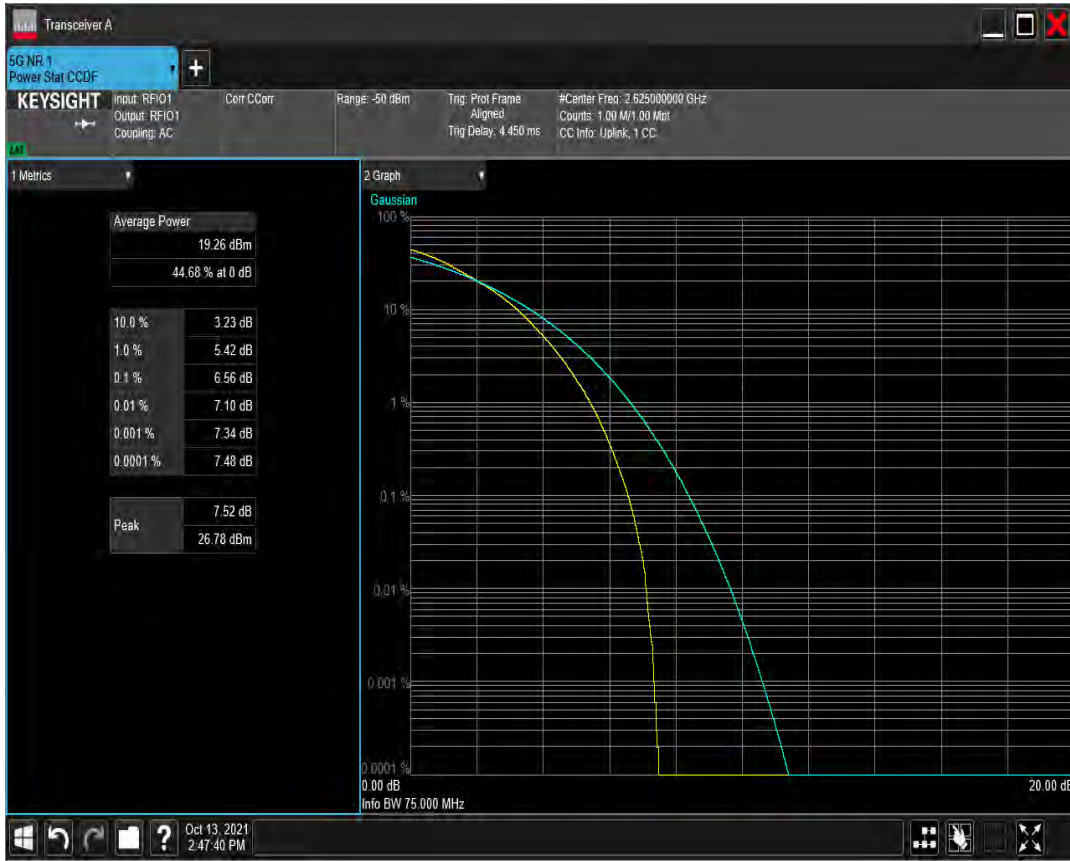 Transceiver A
5G NR 1
Power Stat CCDF
+
KEYSIGHT
Input: RFIO1
Output: RFIO1
Coupling: AC
Corr CCorr
Range: -50 dBm
Trig: Prot Frame
Aligned
Trig Delay: 4.450 ms
#Center Freq: 2.625000000 GHz
Counts: 1.00 M/1.00 Mpt
CC Info: Uplink, 1 CC
1 Metrics
Average Power
19.26 dBm
44.68 % at 0 dB
10.0 % 3.23 dB
1.0 % 5.42 dB
0.1 % 6.56 dB
0.01 % 7.10 dB
0.001 % 7.34 dB
0.0001 % 7.48 dB
Peak
7.52 dB
26.78 dBm
2 Graph
Gaussian
100 %
10 %
1 %
0.1 %
0.01 %
0.001 %
0.0001 %
0.00 dB 20.00 dB
Info BW 75.000 MHz
?
Oct 13, 2021
2:47:40 PM